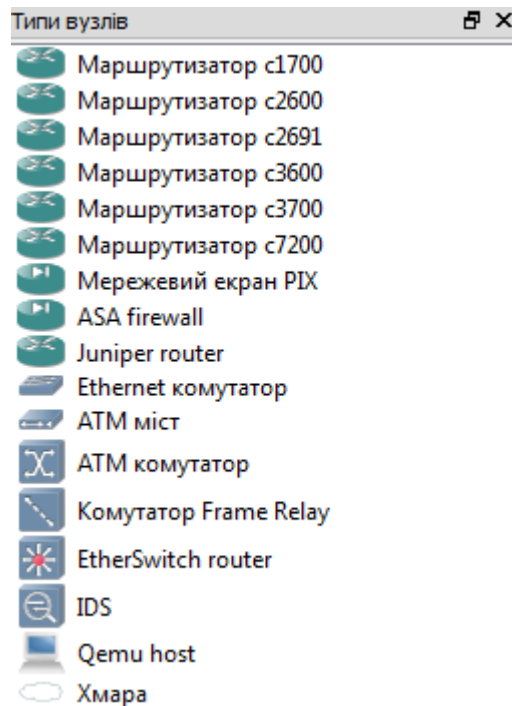 Типи вузлів
Маршрутизатор c1700
Маршрутизатор c2600
Маршрутизатор c2691
Маршрутизатор c3600
Маршрутизатор c3700
Маршрутизатор c7200
Мережевий екран PIX
ASA firewall
Juniper router
Ethernet комутатор
ATM міст
ATM комутатор
Комутатор Frame Relay
EtherSwitch router
IDS
Qemu host
Хмара